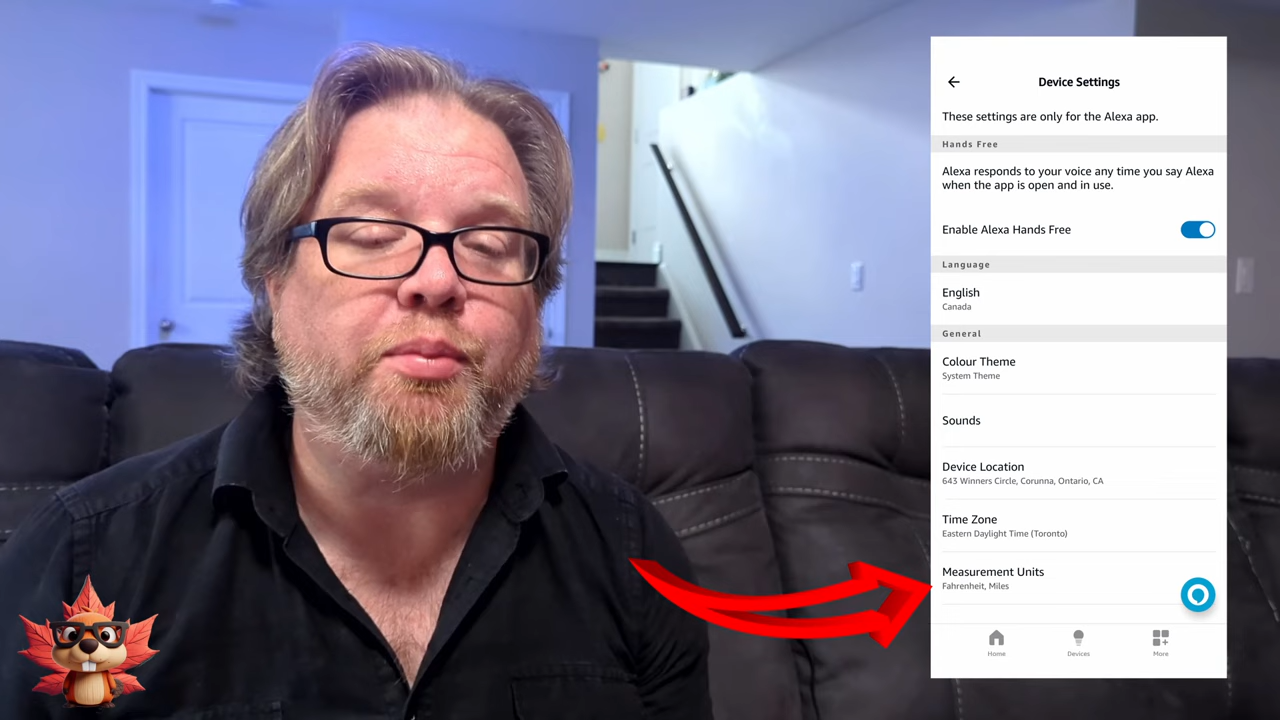 Device Settings
These settings are only for the Alexa app.
Hands Free
Alexa responds to your voice any time you say Alexa
when the app is open and in use.
Enable Alexa Hands Free
Language
English
Canada
General
Colour Theme
System Theme
Sounds
Device Location
643 Winners Circle, Corunna, Ontario, CA
Time Zone
Eastern Daylight Time (Toronto)
Measurement Units
Fahrenheit, Miles
Home
Devices
More